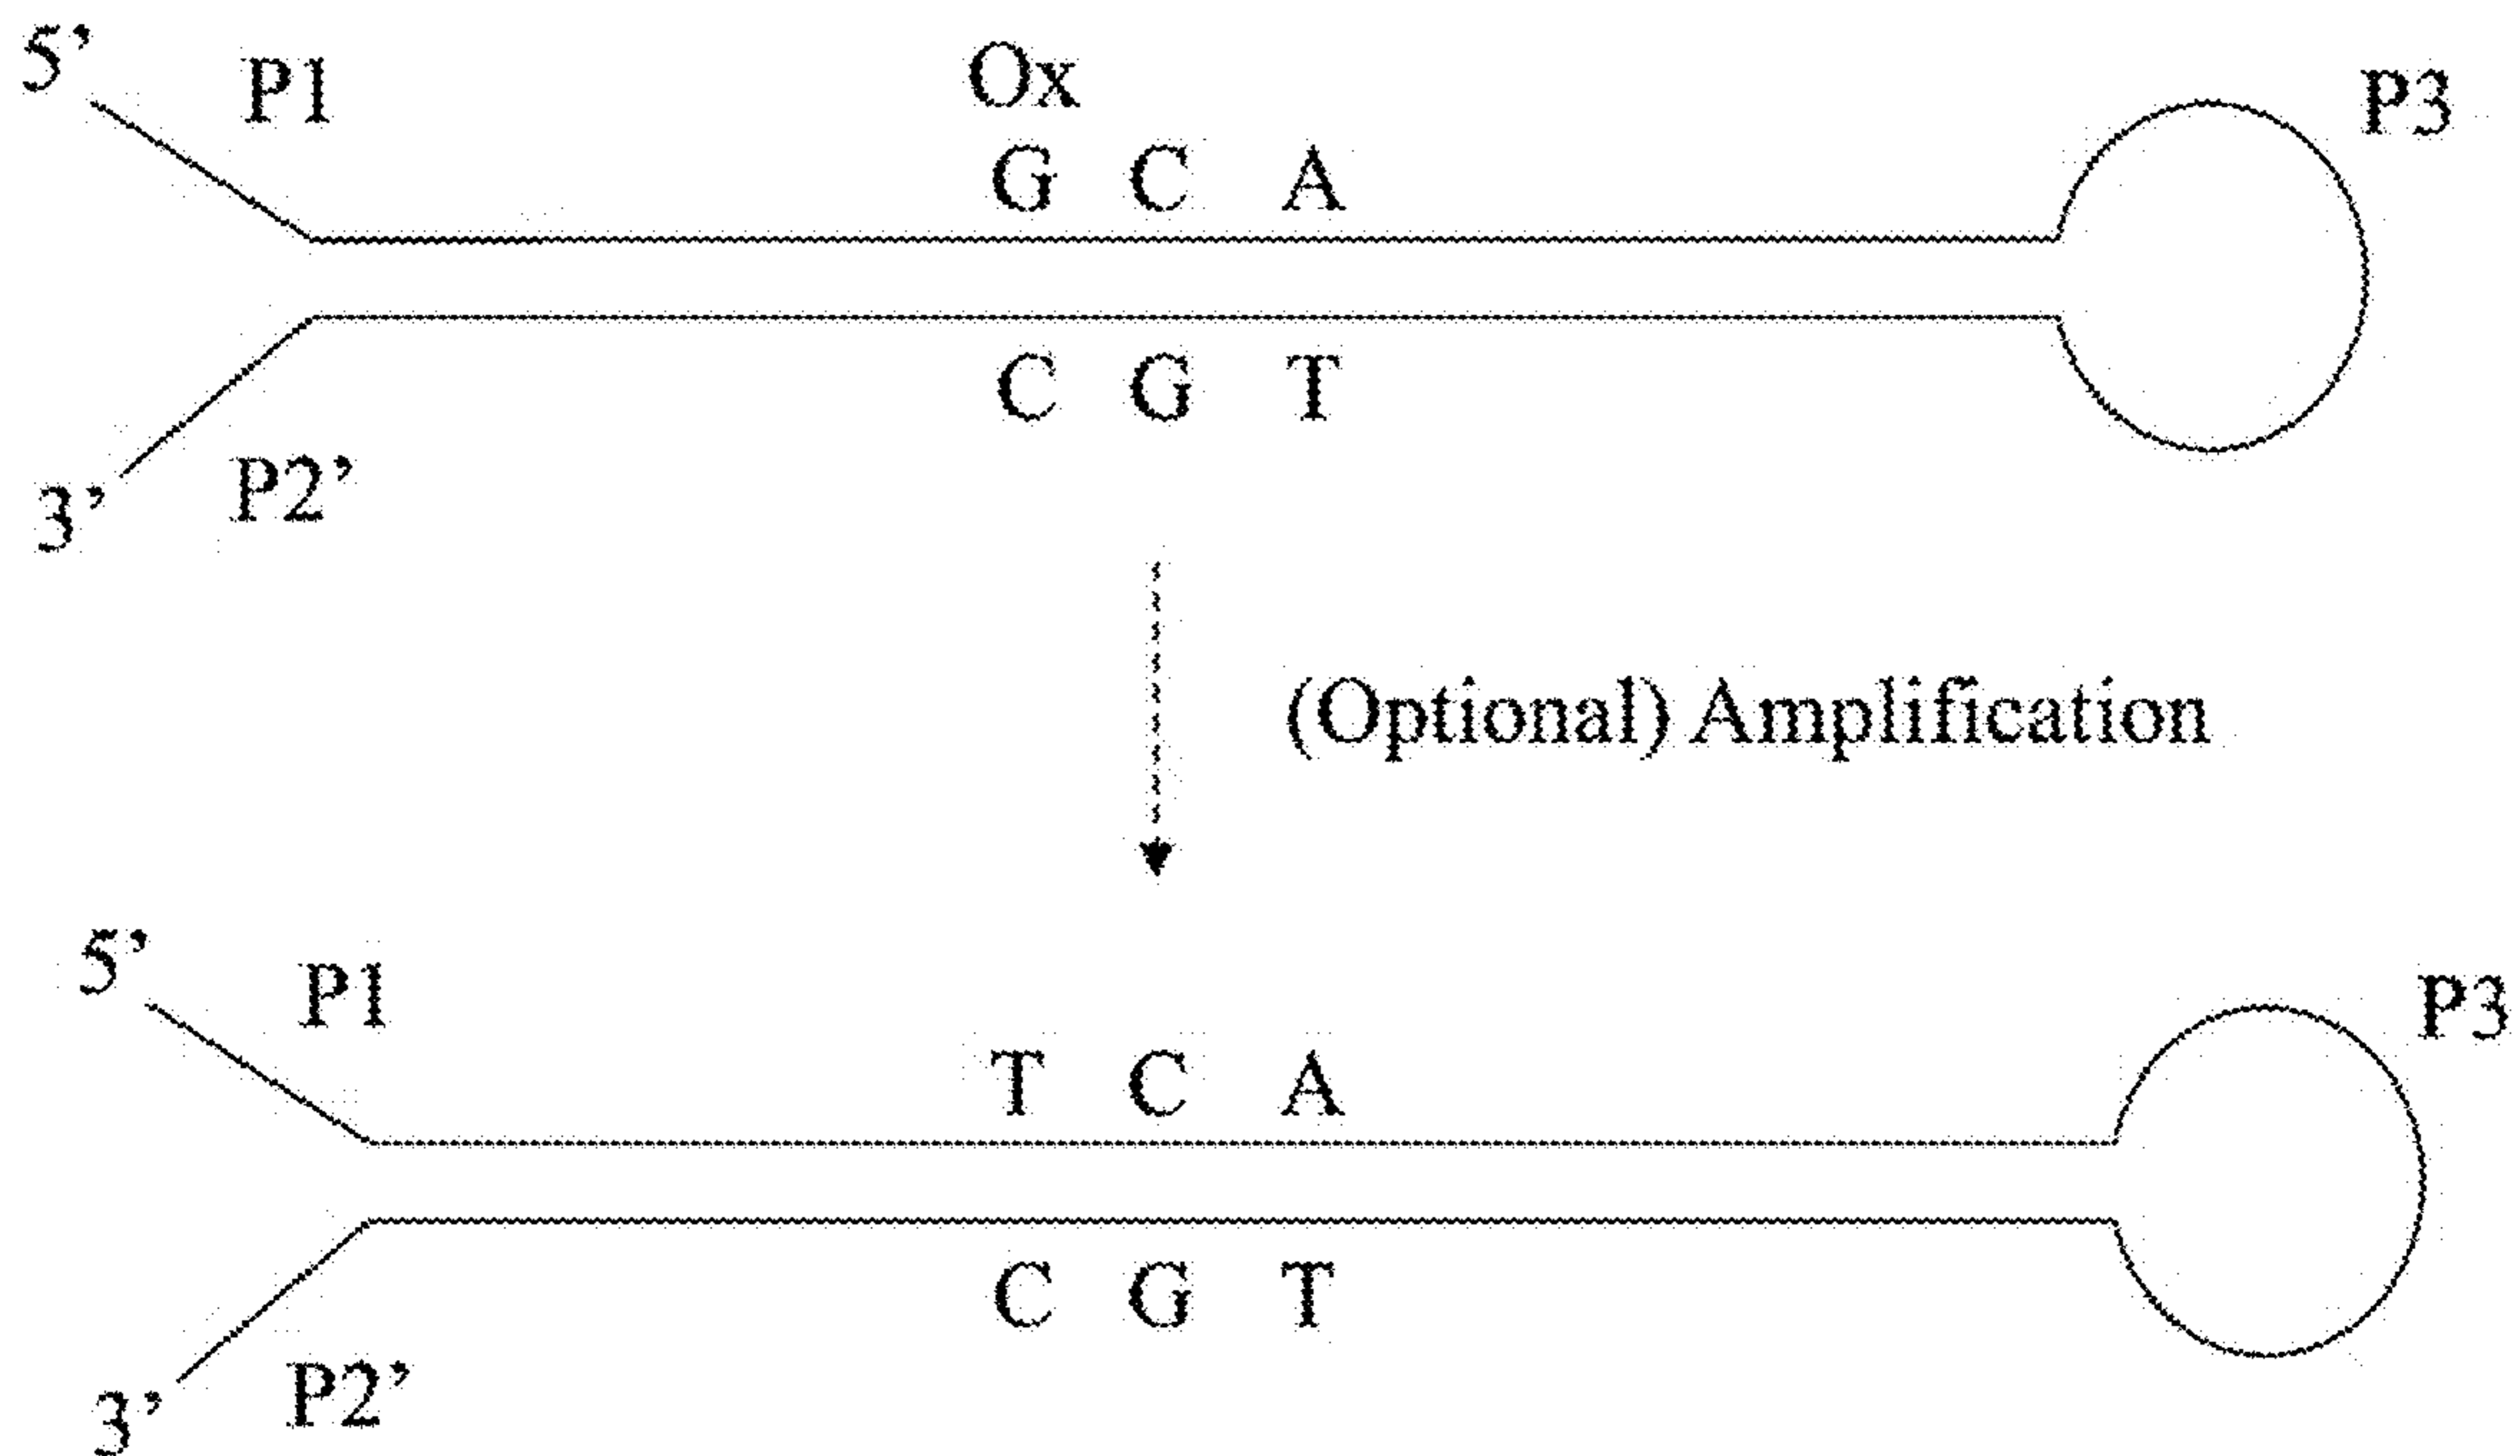 5’ P1 Ox P3
G C A
C G T
3’ P2’
(Optional) Amplification
5’ P1 P3
T C A
C G T
3’ P2’